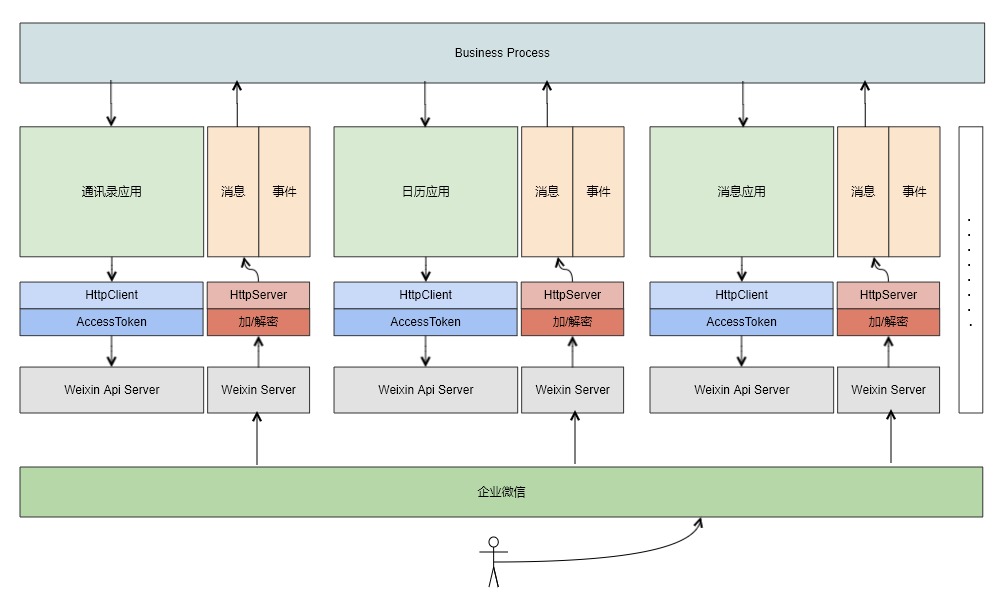 Business Process
通讯录应用
消息
事件
日历应用
消息
事件
消息应用
消息
事件
HttpClient
HttpServer
HttpClient
HttpServer
HttpClient
HttpServer
AccessToken
加/解密
AccessToken
加/解密
AccessToken
加/解密
Weixin Api Server
Weixin Server
Weixin Api Server
Weixin Server
Weixin Api Server
Weixin Server
企业微信